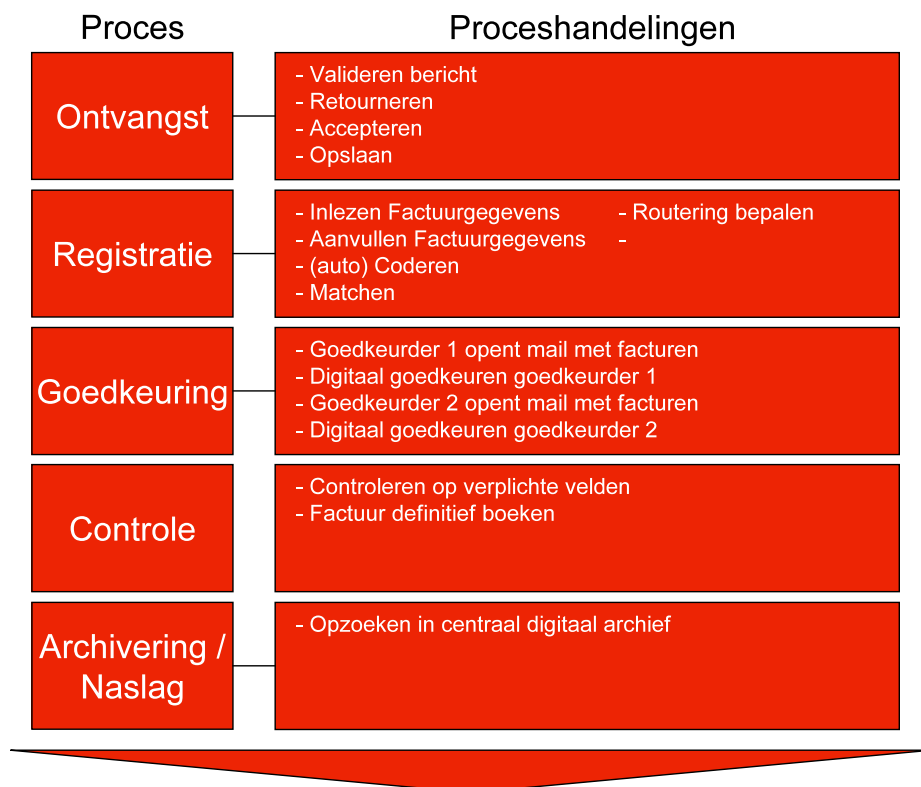 Proces
Proceshandelingen
Ontvangst
- Valideren bericht
- Retourneren
- Accepteren
- Opslaan
Registratie
- Inlezen Factuurgegevens
- Aanvullen Factuurgegevens
- (auto) Coderen
- Matchen
- Routering bepalen
-
Goedkeuring
- Goedkeurder 1 opent mail met facturen
- Digitaal goedkeuren goedkeurder 1
- Goedkeurder 2 opent mail met facturen
- Digitaal goedkeuren goedkeurder 2
Controle
- Controleren op verplichte velden
- Factuur definitief boeken
Archivering /
Naslag
- Opzoeken in centraal digitaal archief